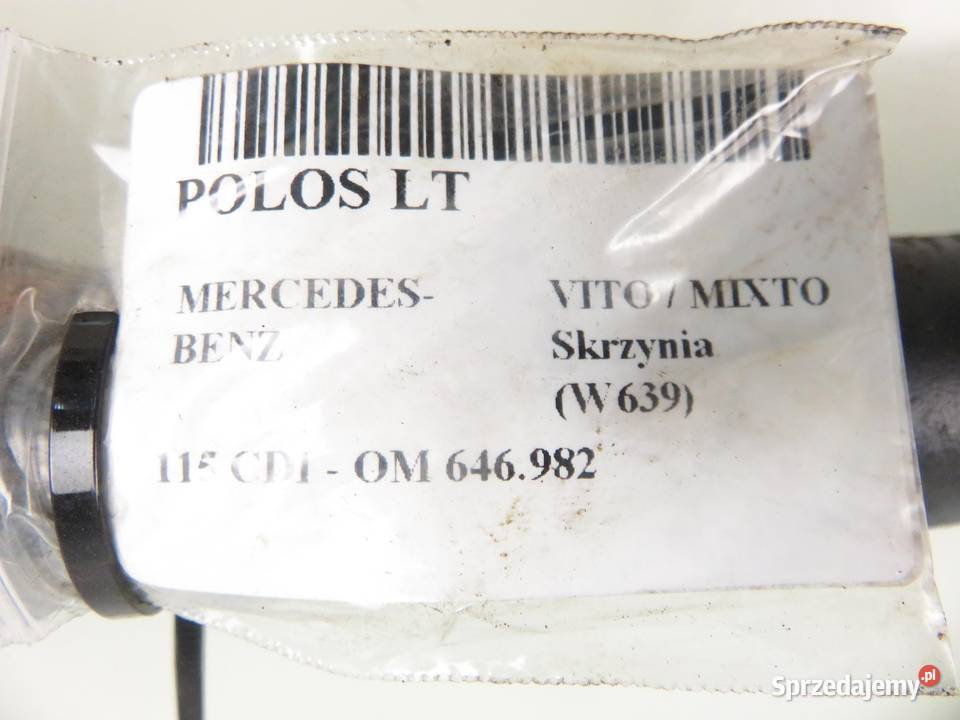 POLOS LT
MERCEDES-
BENZ
VITO / MIXTO
Skrzynia
(W639)
115 CDI - OM 646.982
Sprzedajemy.pl